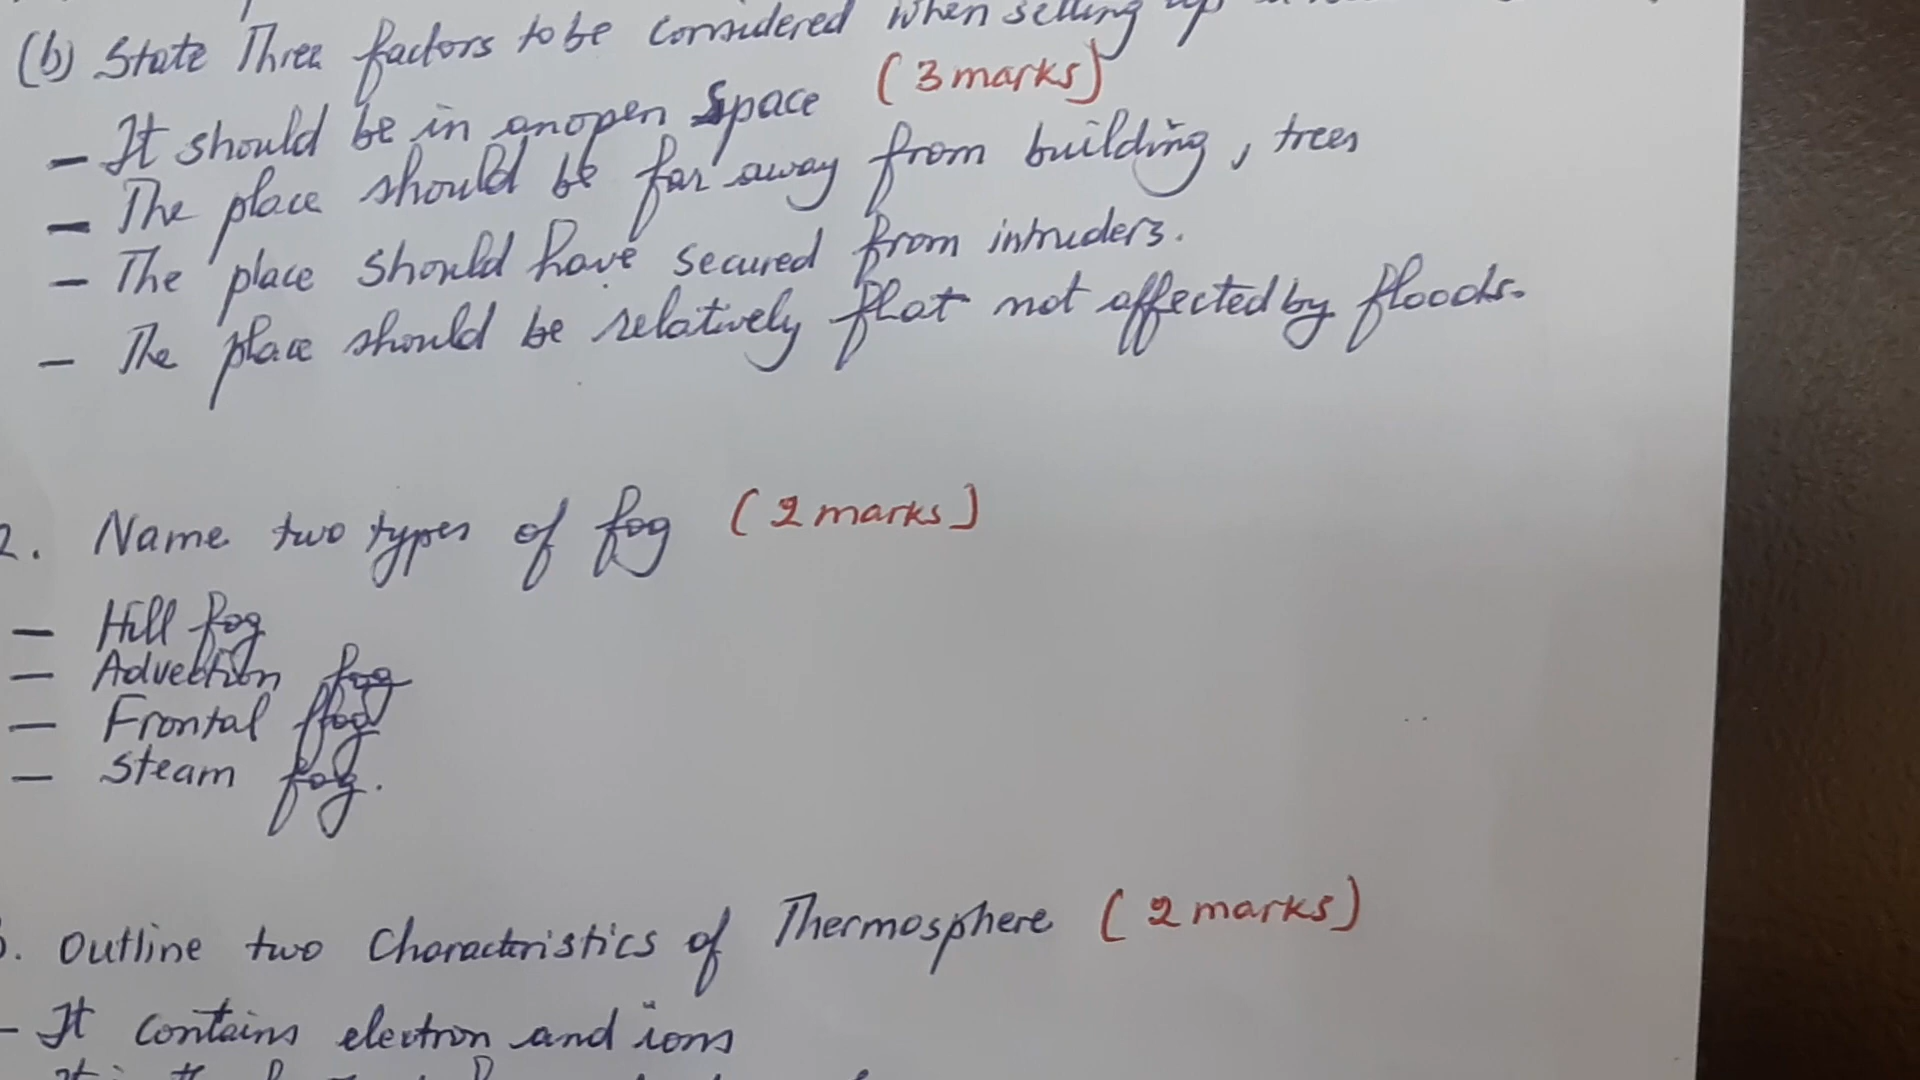 (b) State Three factors to be considered when setting up
(3 marks)
- It should be in an open space
- The place should be far away from building, trees
- The place should have secured from intruders.
- The place should be relatively flat not affected by floods.
2. Name two types of fog (2 marks)
- Hill fog
- Advection fog
- Frontal fog
- Steam fog.
. Outline two Characteristics of Thermosphere (2 marks)
- It contains electron and ions